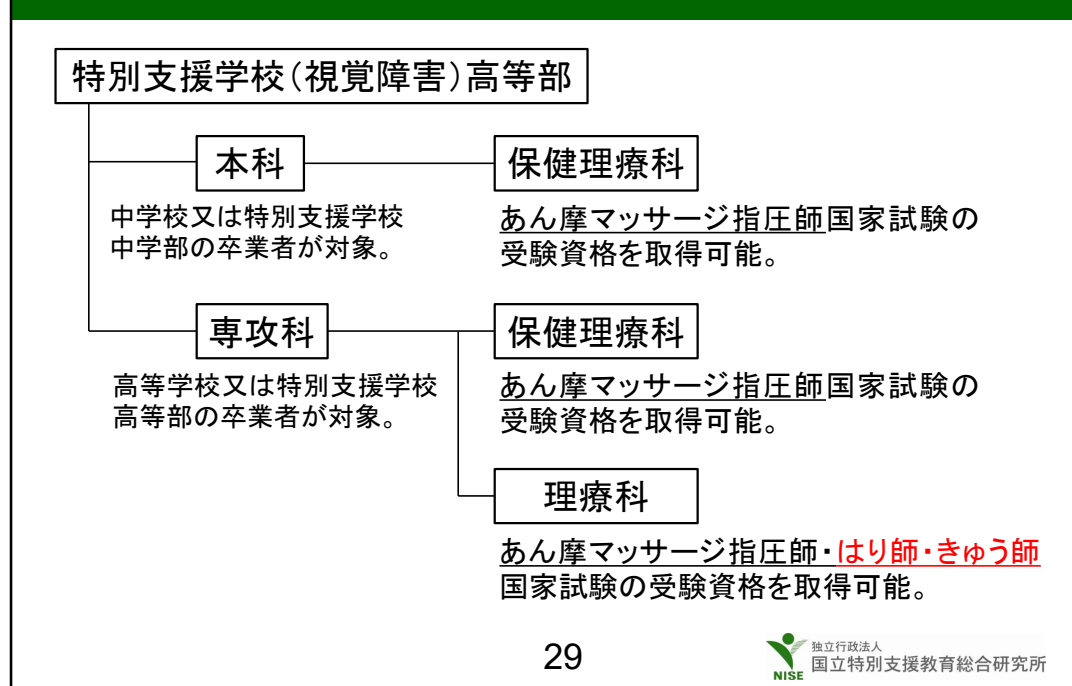 特別支援学校(視覚障害)高等部
本科
保健理療科
中学校又は特別支援学校
中学部の卒業者が対象。
あん摩マッサージ指圧師国家試験の
受験資格を取得可能。
専攻科
保健理療科
高等学校又は特別支援学校
高等部の卒業者が対象。
あん摩マッサージ指圧師国家試験の
受験資格を取得可能。
理療科
あん摩マッサージ指圧師・はり師・きゅう師
国家試験の受験資格を取得可能。
29
NISE
独立行政法人
国立特別支援教育総合研究所